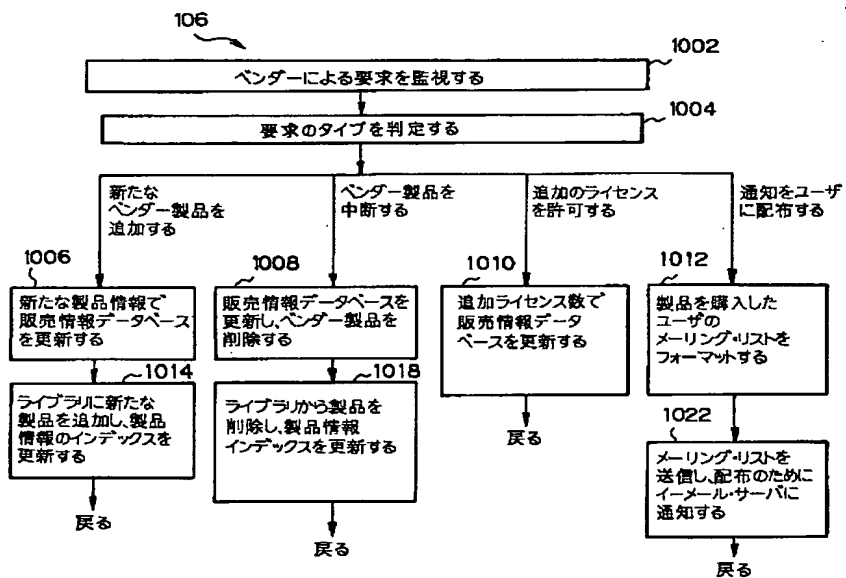 106
1002
ベンダーによる要求を監視する
1004
要求のタイプを判定する
新たな
ベンダー製品を
追加する
ベンダー製品を
中断する
追加のライセンス
を許可する
通知をユーザ
に配布する
1006
新たな製品情報で
販売情報データベース
を更新する
1008
販売情報データベースを
更新し、ベンダー製品を
削除する
1010
追加ライセンス数で
販売情報データ
ベースを更新する
1012
製品を購入した
ユーザの
メーリング・リストを
フォーマットする
1014
ライブラリに新たな
製品を追加し、製品
情報のインデックスを
更新する
1018
ライブラリから製品を
削除し、製品情報
インデックスを更新する
1022
メーリング・リストを
送信し、配布のために
イーメール・サーバに
通知する
戻る
戻る
戻る
戻る